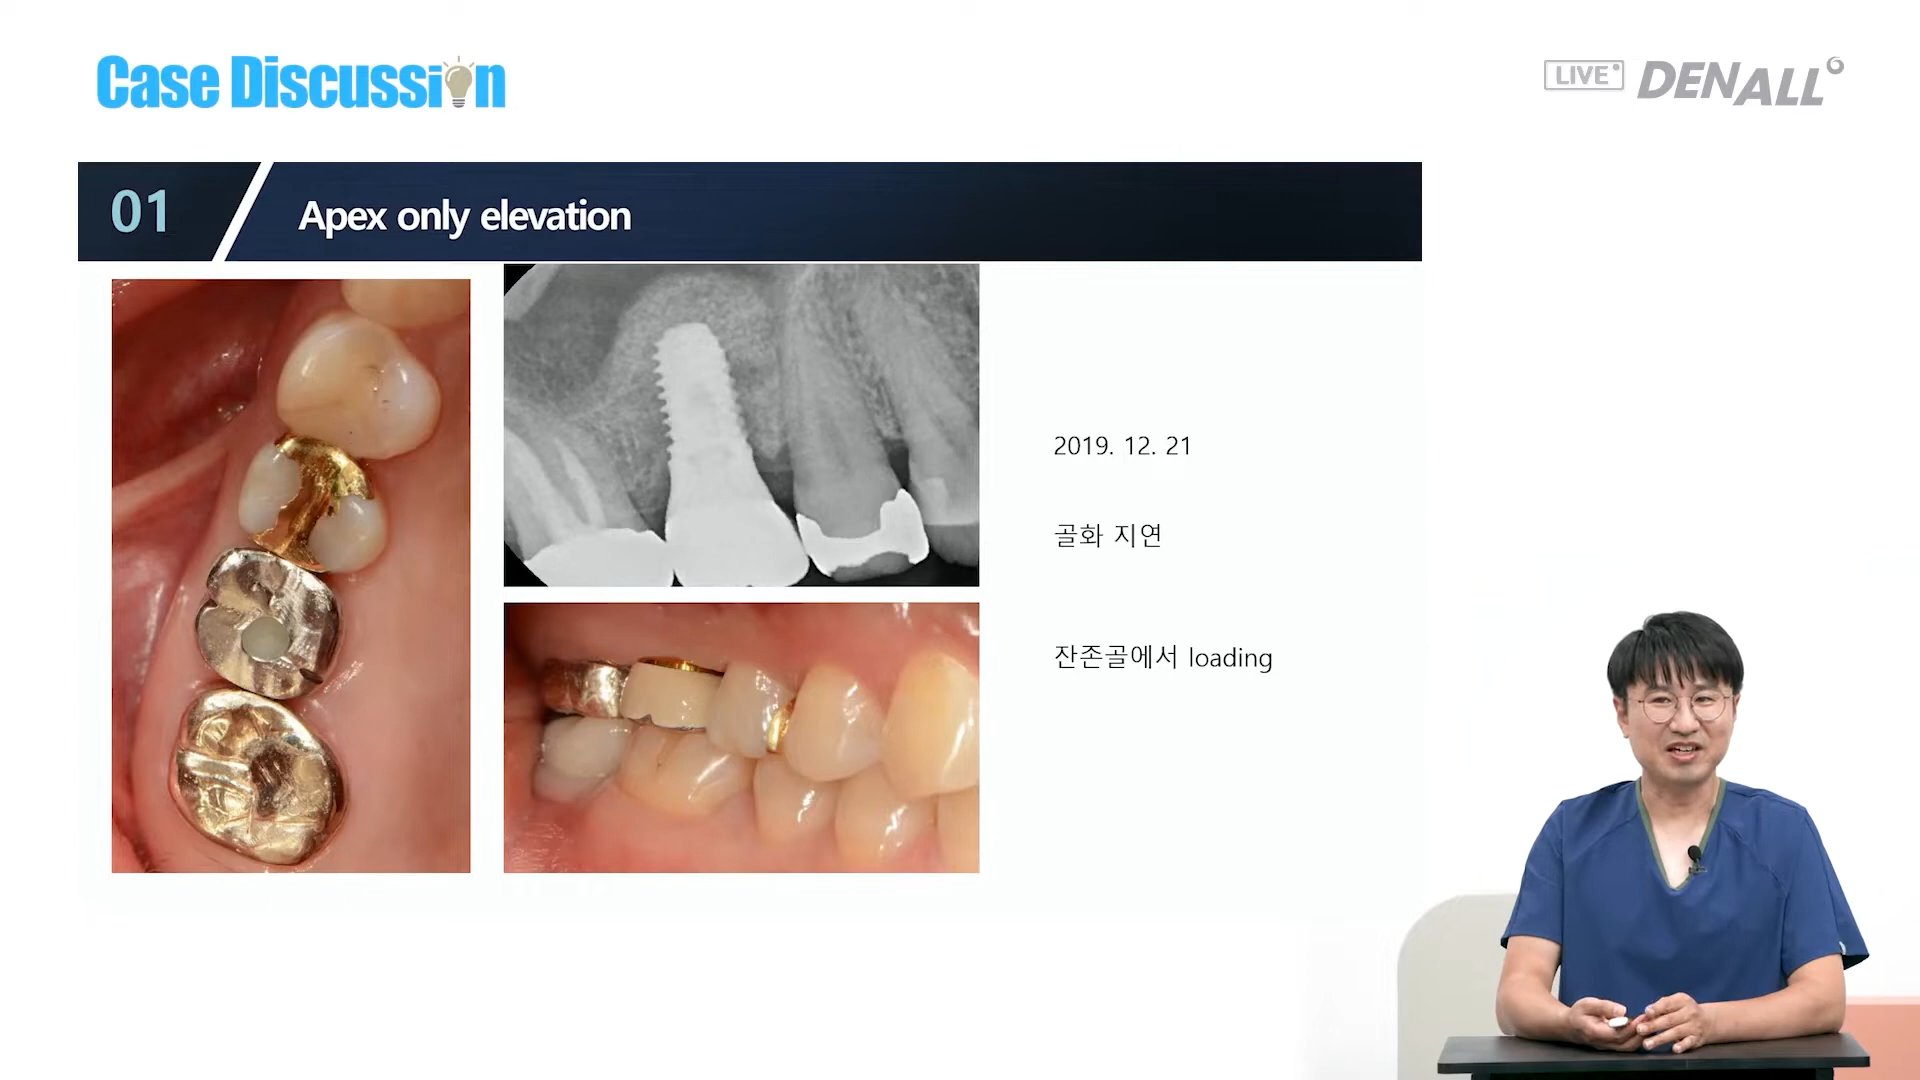 Case Discussion
LIVE DENALL
01
Apex only elevation
2019. 12. 21
골화 지연
잔존골에서 loading